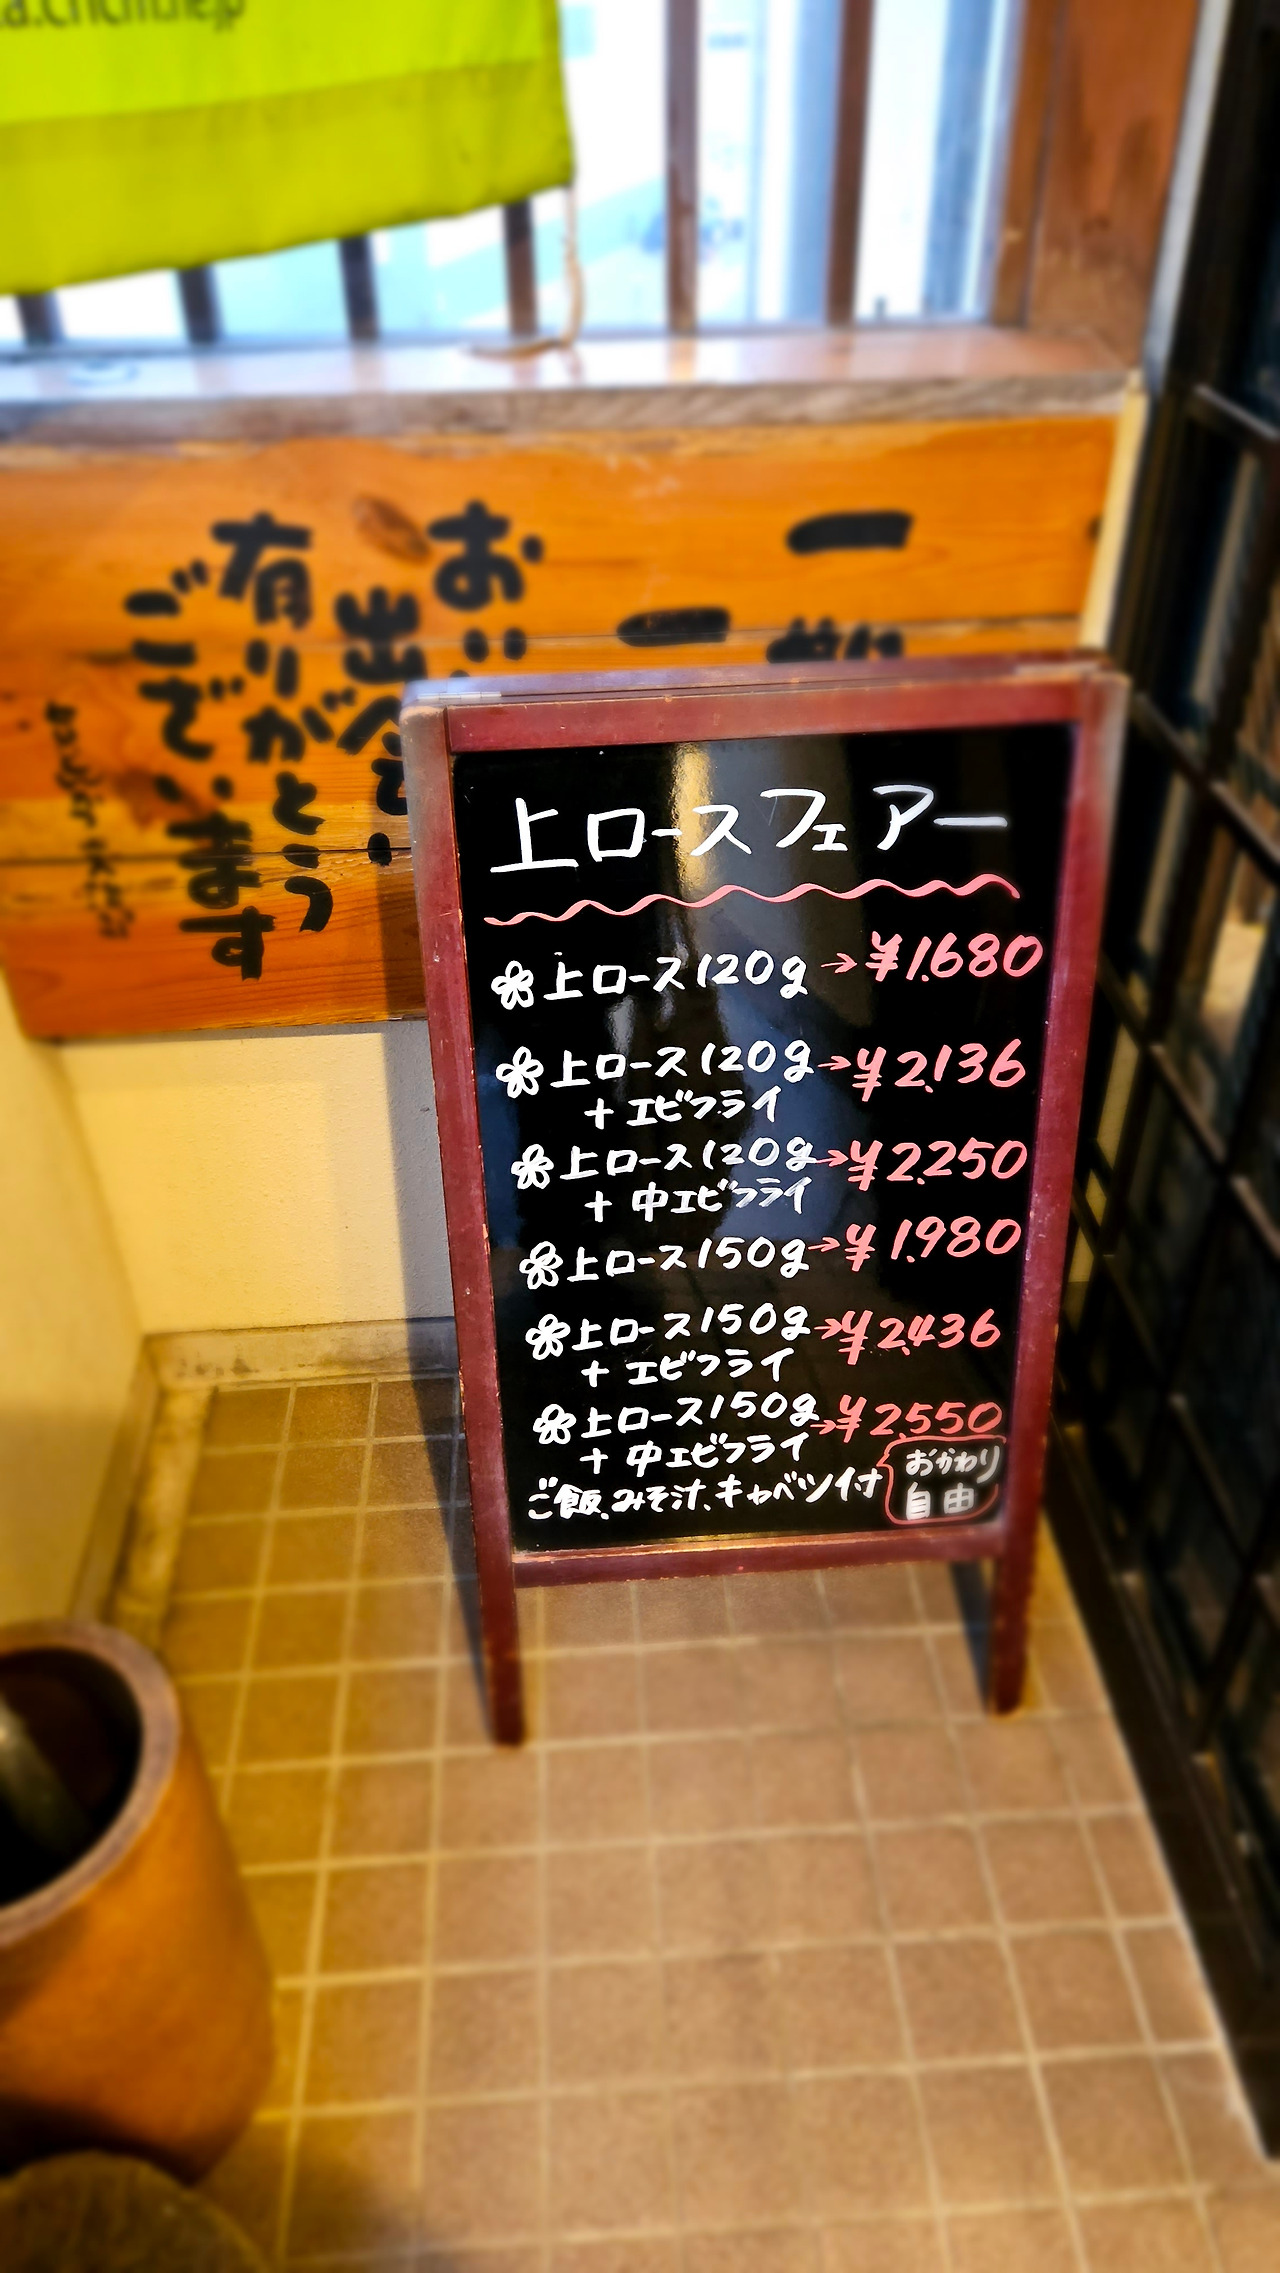 上ロースフェアー
上ロース120g→¥1.680
上ロース120g→¥2.136
+エビフライ
上ロース120g→¥2.250
+中エビフライ
上ロース150g→¥1.980
上ロース150g→¥2.436
+エビフライ
上ロース150g→¥2.550
+中エビフライ
ご飯、みそ汁、キャベツ付
おかわり
自由
一
一
おい
出会い
有りがとう
ございます